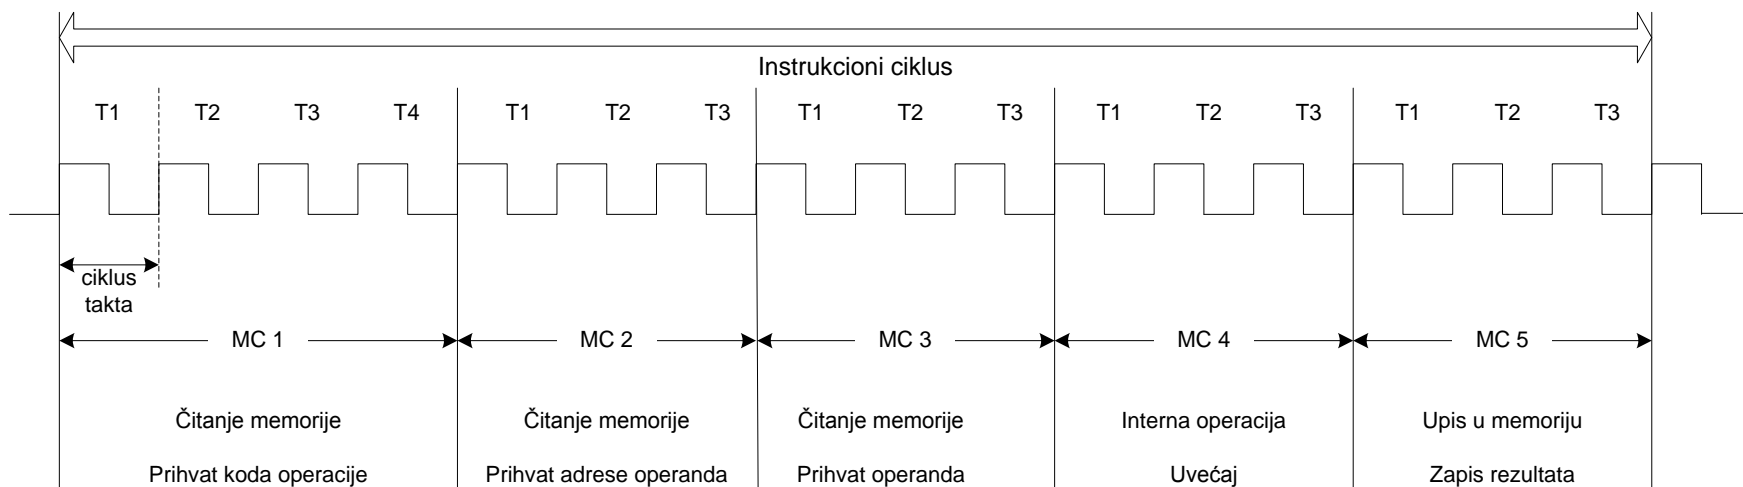 Instrukcioni ciklus
T1 T2 T3 T4 T1 T2 T3 T1 T2 T3 T1 T2 T3 T1 T2 T3
ciklus
takta
MC 1 MC 2 MC 3 MC 4 MC 5
Čitanje memorije Čitanje memorije Čitanje memorije Interna operacija Upis u memoriju
Prihvat koda operacije Prihvat adrese operanda Prihvat operanda Uvećaj Zapis rezultata